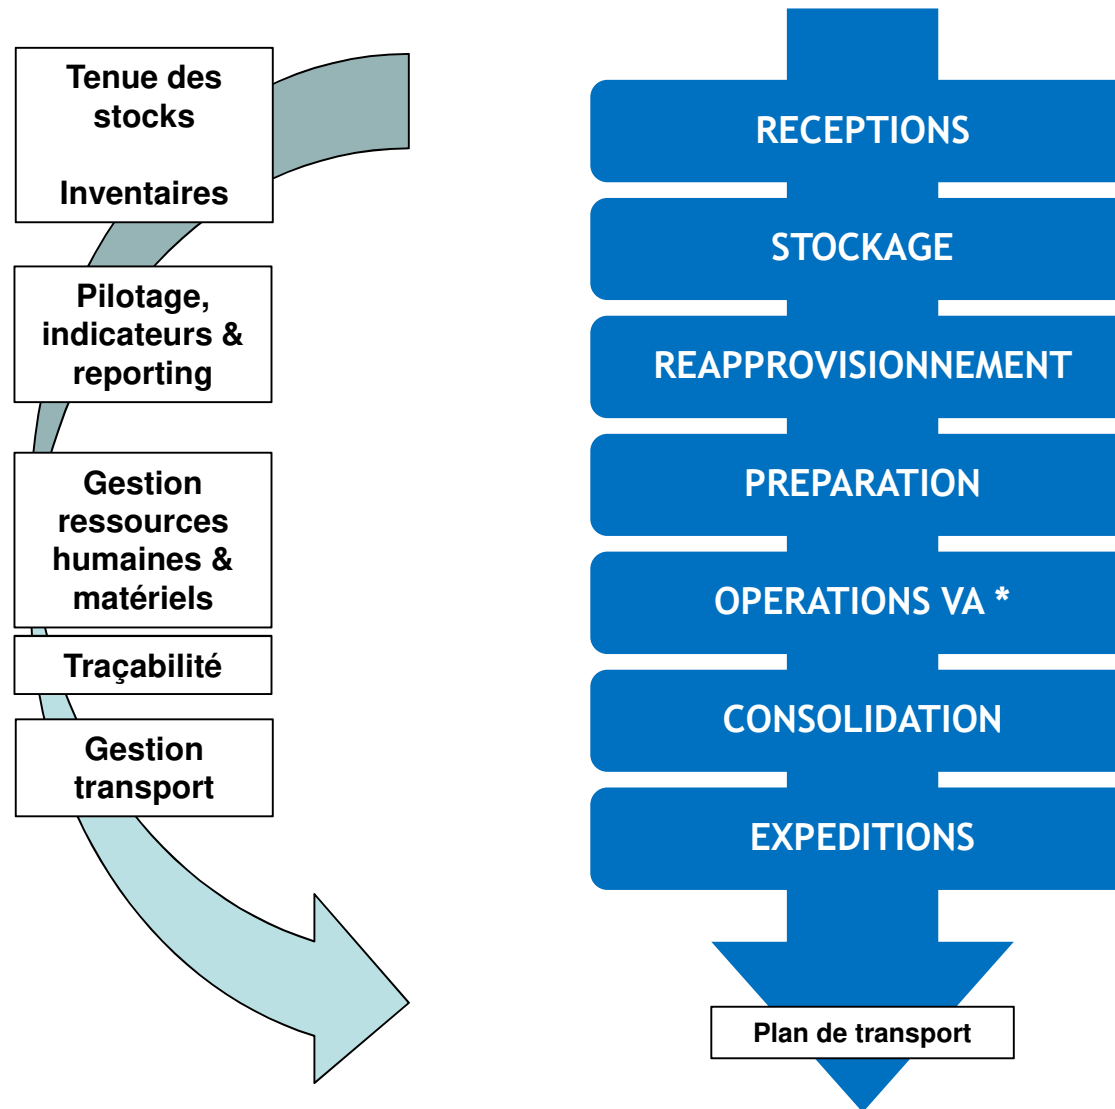 Tenue des
stocks
Inventaires
Pilotage,
indicateurs &
reporting
Gestion
ressources
humaines &
matériels
Traçabilité
Gestion
transport
RECEPTIONS
STOCKAGE
REAPPROVISIONNEMENT
PREPARATION
OPERATIONS VA *
CONSOLIDATION
EXPEDITIONS
Plan de transport